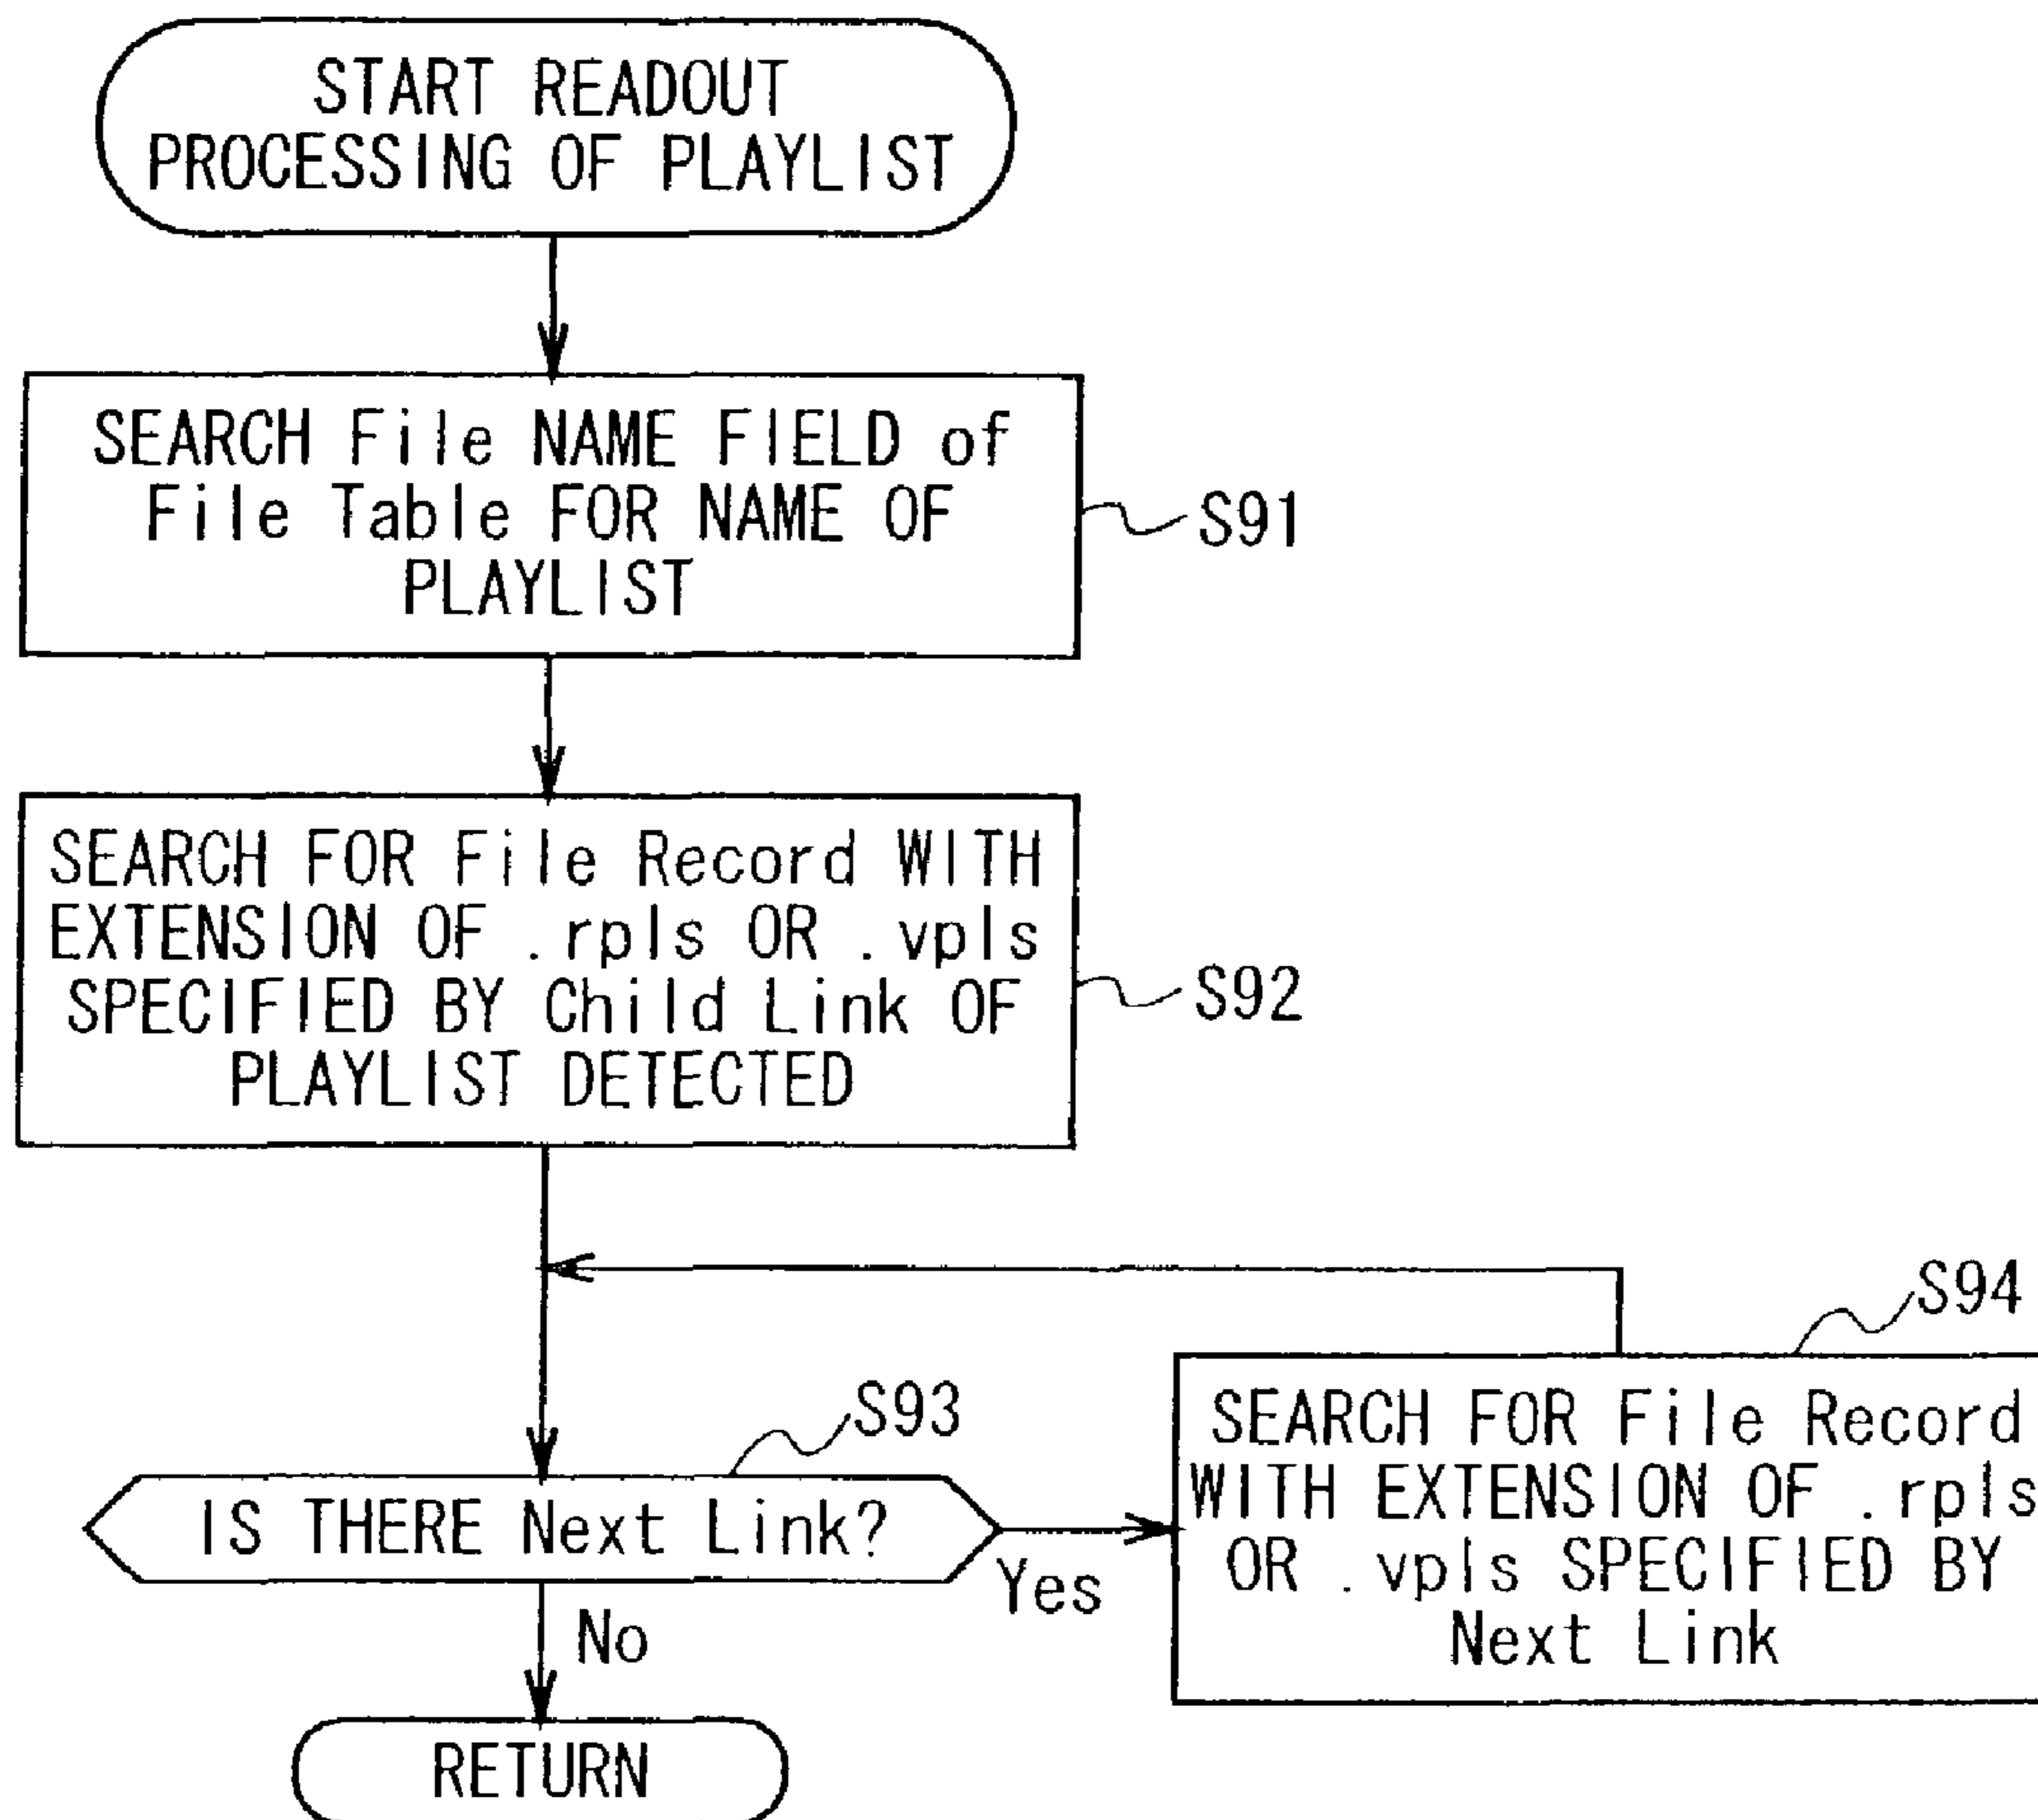 START READOUT
PROCESSING OF PLAYLIST
SEARCH File NAME FIELD of
File Table FOR NAME OF
PLAYLIST
S91
SEARCH FOR File Record WITH
EXTENSION OF .rpls OR .vpls
SPECIFIED BY Child Link OF
PLAYLIST DETECTED
S92
S93
IS THERE Next Link?
Yes
No
S94
SEARCH FOR File Record
WITH EXTENSION OF .rpls
OR .vpls SPECIFIED BY
Next Link
RETURN